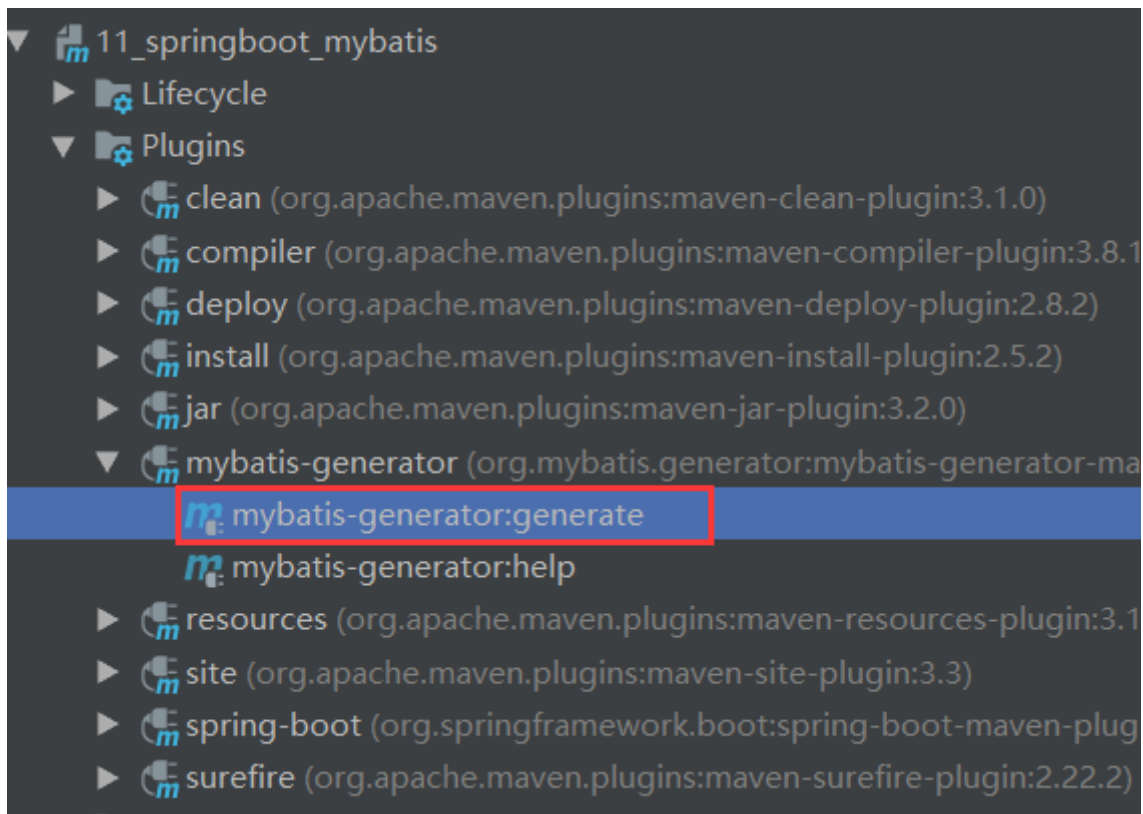 11_springboot_mybatis
Lifecycle
Plugins
clean (org.apache.maven.plugins:maven-clean-plugin:3.1.0)
compiler (org.apache.maven.plugins:maven-compiler-plugin:3.8.1
deploy (org.apache.maven.plugins:maven-deploy-plugin:2.8.2)
install (org.apache.maven.plugins:maven-install-plugin:2.5.2)
jar (org.apache.maven.plugins:maven-jar-plugin:3.2.0)
mybatis-generator (org.mybatis.generator:mybatis-generator-ma
mybatis-generator:generate
mybatis-generator:help
resources (org.apache.maven.plugins:maven-resources-plugin:3.1
site (org.apache.maven.plugins:maven-site-plugin:3.3)
spring-boot (org.springframework.boot:spring-boot-maven-plug
surefire (org.apache.maven.plugins:maven-surefire-plugin:2.22.2)